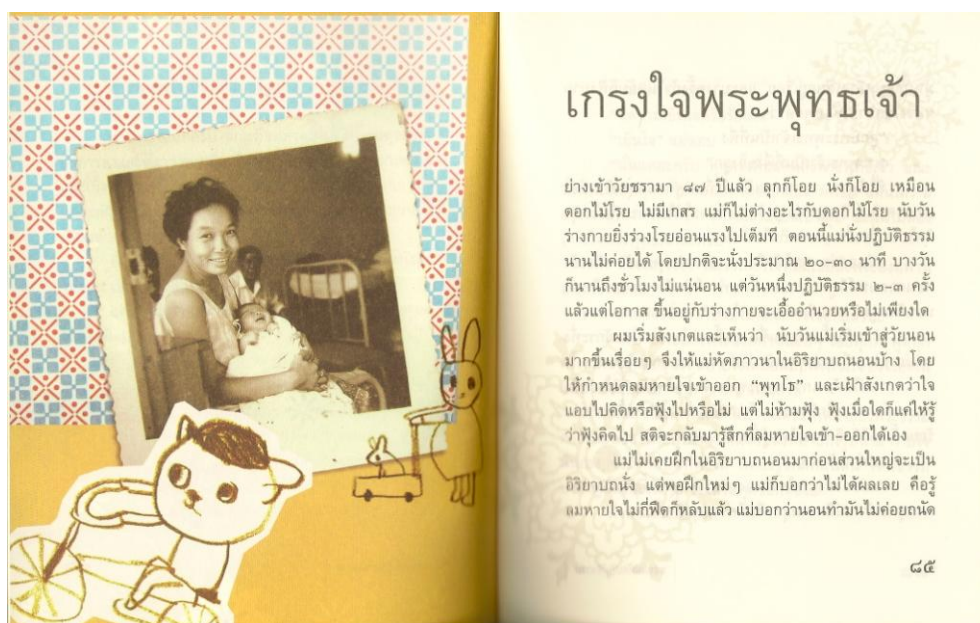 เกรงใจพระพุทธเจ้า
ย่างเข้าวัยชรามา ๘๗ ปีแล้ว ลุกก็โอย นั่งก็โอย เหมือน
ดอกไม้โรย ไม่มีเกสร แม่ก็ไม่ต่างอะไรกับดอกไม้โรย นับวัน
ร่างกายยิ่งร่วงโรยอ่อนแรงไปเต็มที ตอนนี้แม่นั่งปฏิบัติธรรม
นานไม่ค่อยได้ โดยปกติจะนั่งประมาณ ๒๐-๓๐ นาที บางวัน
ก็นานถึงชั่วโมงไม่แน่นอน แต่วันหนึ่งปฏิบัติธรรม ๒-๓ ครั้ง
แล้วแต่โอกาส ขึ้นอยู่กับร่างกายจะเอื้ออำนวยหรือไม่เพียงใด
ผมเริ่มสังเกตและเห็นว่า นับวันแม่เริ่มเข้าสู่วัยนอน
มากขึ้นเรื่อยๆ จึงให้แม่หัดภาวนาในอิริยาบถนอนบ้าง โดย
ให้กำหนดลมหายใจเข้าออก “พุทโธ” และเฝ้าสังเกตว่าใจ
แอบไปคิดหรือฟุ้งไปหรือไม่ แต่ไม่ห้ามฟุ้ง ฟุ้งเมื่อใดก็แค่ให้รู้
ว่าฟุ้งคิดไป สติจะกลับมารู้สึกที่ลมหายใจเข้า-ออกได้เอง
แม่ไม่เคยฝึกในอิริยาบถนอนมาก่อนส่วนใหญ่จะเป็น
อิริยาบถนั่ง แต่พอฝึกใหม่ๆ แม่ก็บอกว่าไม่ได้ผลเลย คือรู้
ลมหายใจไม่กี่ฟืดก็หลับแล้ว แม่บอกว่านอนทำมันไม่ค่อยถนัด
๘๕